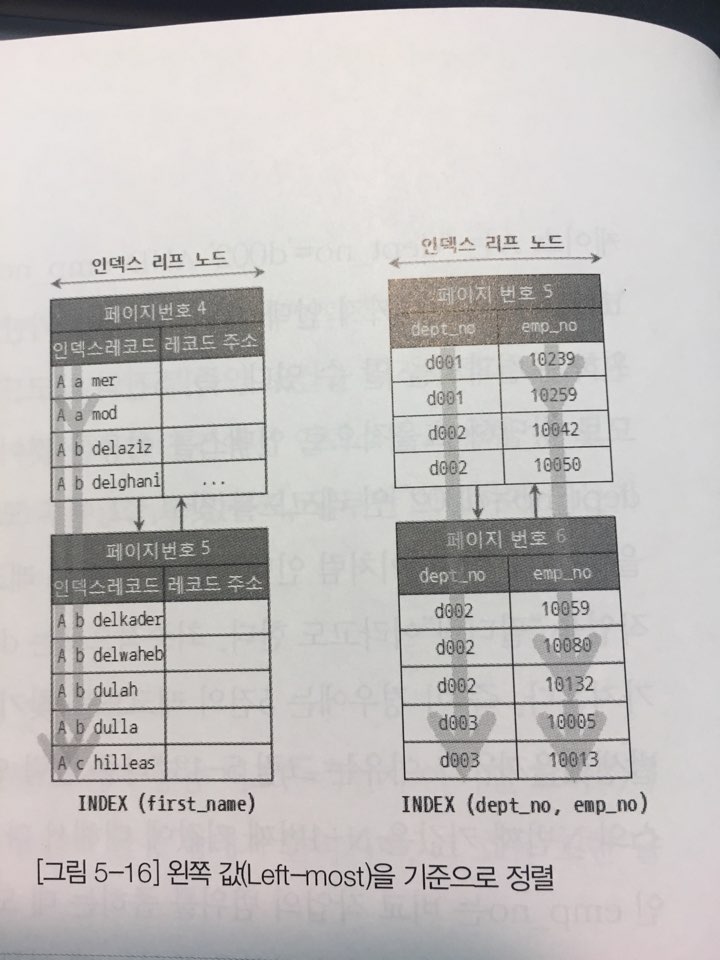 인덱스 리프 노드
페이지번호 4
인덱스레코드 레코드 주소
A a mer
A a mod
A b delaziz
A b delghani ...
페이지번호 5
인덱스레코드 레코드 주소
A b delkader
A b delwaheb
A b dulah
A b dulla
A c hilleas
INDEX (first_name)
인덱스 리프 노드
페이지 번호 5
dept_no emp_no
d001 10239
d001 10259
d002 10042
d002 10050
페이지 번호 6
dept_no emp_no
d002 10059
d002 10080
d002 10132
d003 10005
d003 10013
INDEX (dept_no, emp_no)
[그림 5-16] 왼쪽 값(Left-most)을 기준으로 정렬